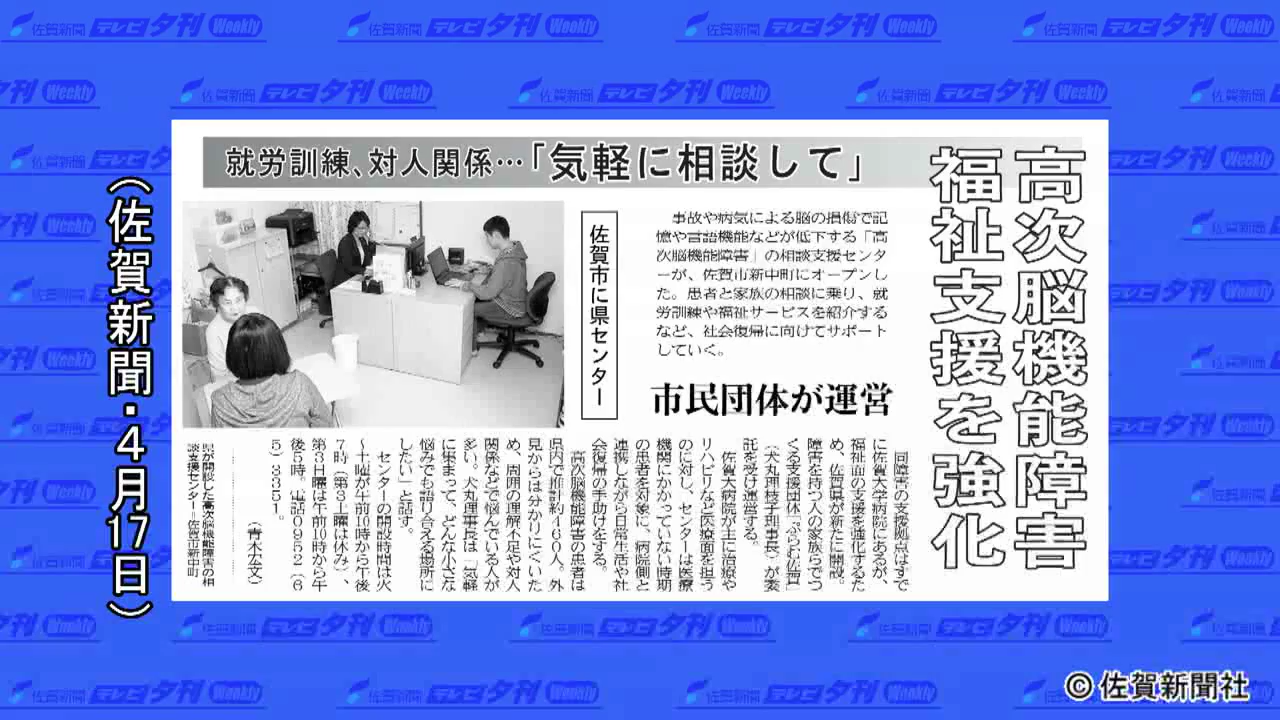 高次脳機能障害
福祉支援を強化
就労訓練、対人関係…「気軽に相談して」
佐賀市に県センター
事故や病気による脳の損傷で記
憶や言語機能などが低下する「高
次脳機能障害」の相談支援センタ
ーが、佐賀市新中町にオープンし
た。患者と家族の相談に乗り、就
労訓練や福祉サービスを紹介する
など、社会復帰に向けてサポート
していく。
市民団体が運営
同障害の支援拠点はすで
に佐賀大学病院にあるが、
福祉面の支援を強化するた
め、佐賀県が新たに開設。
障害を持つ人の家族らでつ
くる支援団体「ぷらむ佐賀」
（大丸理枝子理事長）が委
託を受け運営する。
佐賀大病院が主に治療や
リハビリなど医療面を担う
のに対し、センターは医療
機関にかかっていない時期
の患者を対象に、病院側と
連携しながら日常生活や社
会復帰の手助けをする。
高次脳機能障害の患者は
県内で推計約４６０人。外
見からは分かりにくいた
め、周囲の理解不足や対人
関係などで悩んでいる人が
多い。大丸理事長は「気軽
に集まって、どんな小さな
悩みでも語り合える場所に
したい」と話す。
センターの開設時間は火
〜土曜が午前10時から午後
７時（第３土曜は休み）、
第３日曜は午前10時から午
後５時。電話０９５２（６
５）３３５１。
（青木宏文）
県が開設した高次脳機能障害の相
談支援センター＝佐賀市新中町
（佐賀新聞・４月17日）
佐賀新聞 テレビ夕刊 Weekly
© 佐賀新聞社